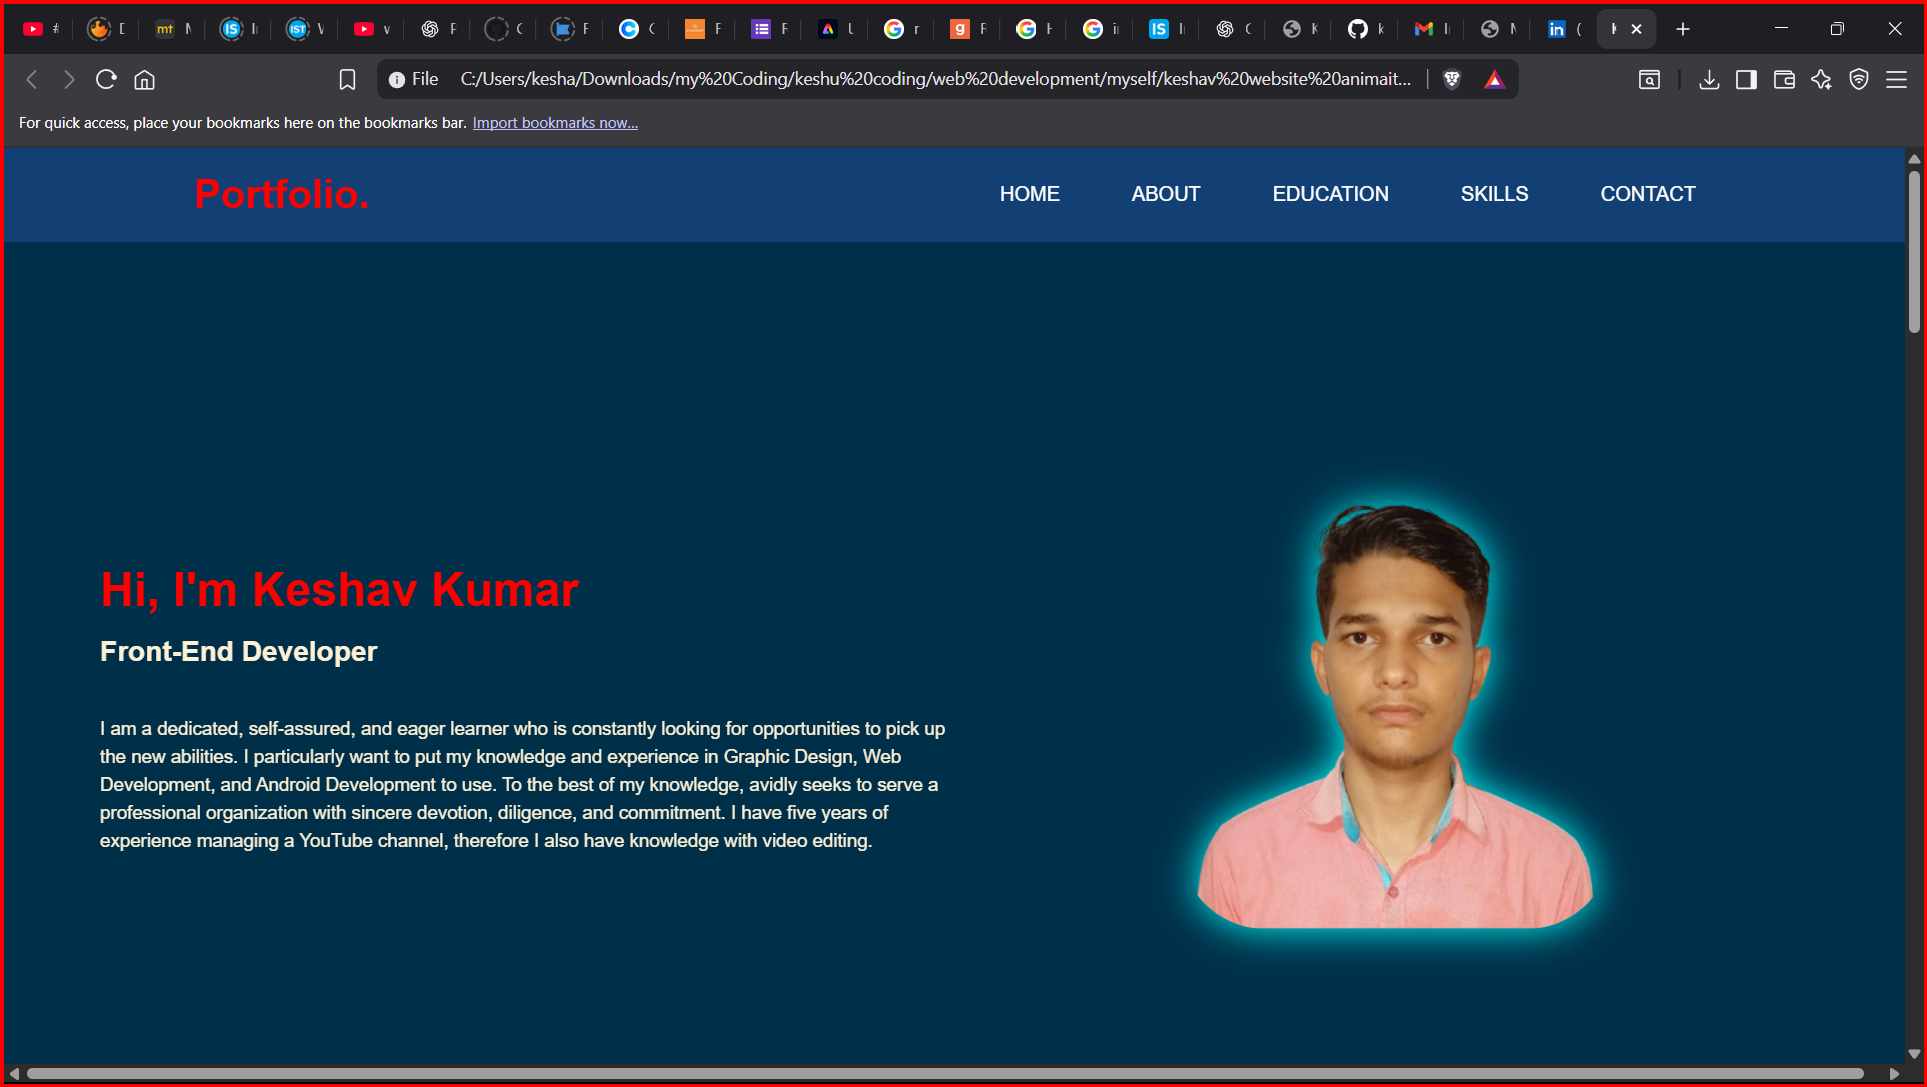 File C:/Users/kesha/Downloads/my%20Coding/keshu%20coding/web%20development/myself/keshav%20website%20animait...
For quick access, place your bookmarks here on the bookmarks bar. Import bookmarks now...
Portfolio. HOME ABOUT EDUCATION SKILLS CONTACT
Hi, I'm Keshav Kumar
Front-End Developer
I am a dedicated, self-assured, and eager learner who is constantly looking for opportunities to pick up
the new abilities. I particularly want to put my knowledge and experience in Graphic Design, Web
Development, and Android Development to use. To the best of my knowledge, avidly seeks to serve a
professional organization with sincere devotion, diligence, and commitment. I have five years of
experience managing a YouTube channel, therefore I also have knowledge with video editing.